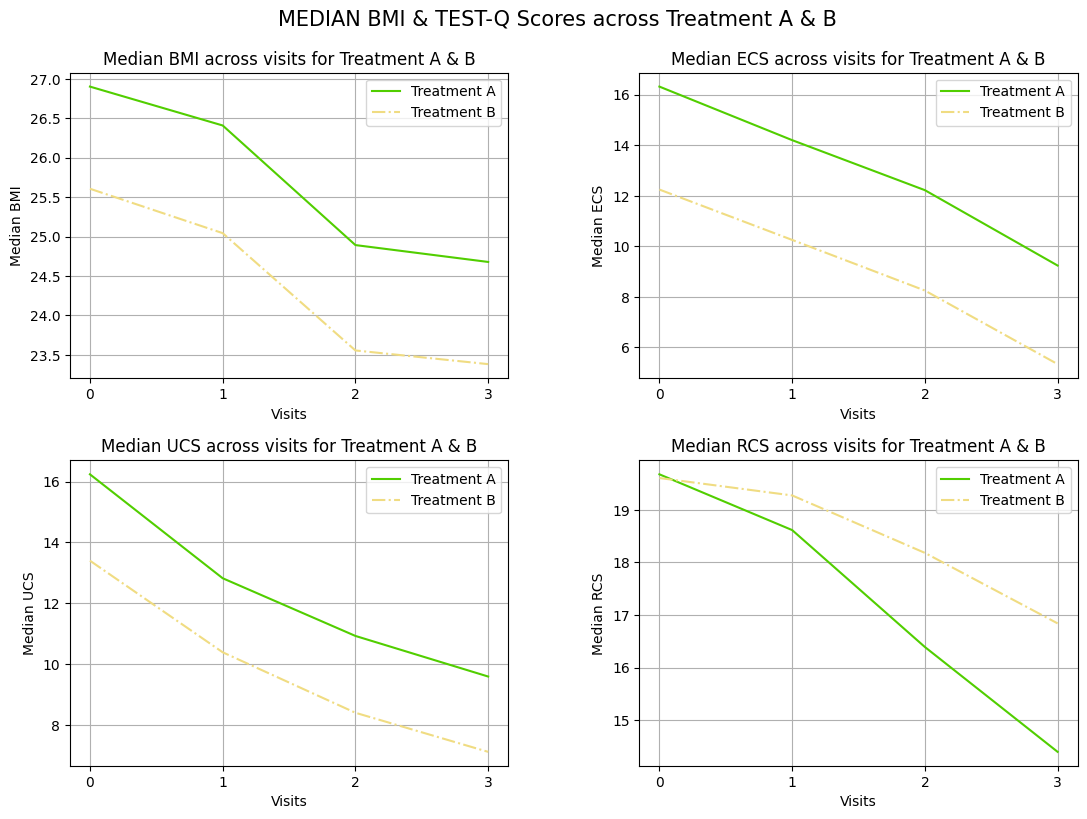 MEDIAN BMI & TEST-Q Scores across Treatment A & B
Median BMI across visits for Treatment A & B
27.0
26.5
26.0
25.5
25.0
24.5
24.0
23.5
Median BMI
0 1 2 3
Visits
Treatment A
Treatment B
Median ECS across visits for Treatment A & B
16
14
12
10
8
6
Median ECS
0 1 2 3
Visits
Treatment A
Treatment B
Median UCS across visits for Treatment A & B
16
14
12
10
8
Median UCS
0 1 2 3
Visits
Treatment A
Treatment B
Median RCS across visits for Treatment A & B
19
18
17
16
15
Median RCS
0 1 2 3
Visits
Treatment A
Treatment B